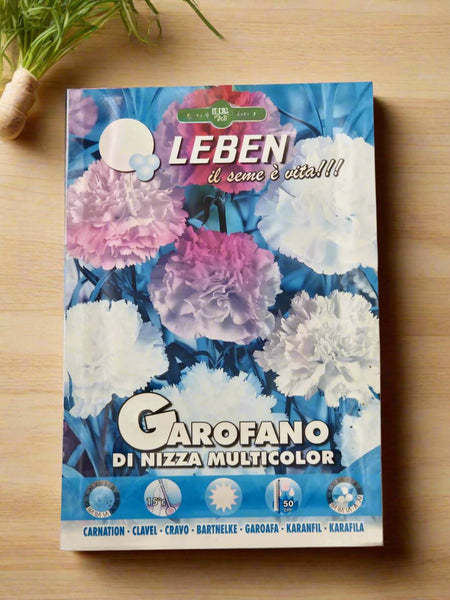 LEBEN
il seme è vita!!!
GAROFANO
DI NIZZA MULTICOLOR
15°C
50
CARNATION · CLAVEL · CRAVO · BARTNELKE · GAROAFA · KARANFIL · KARAFILA